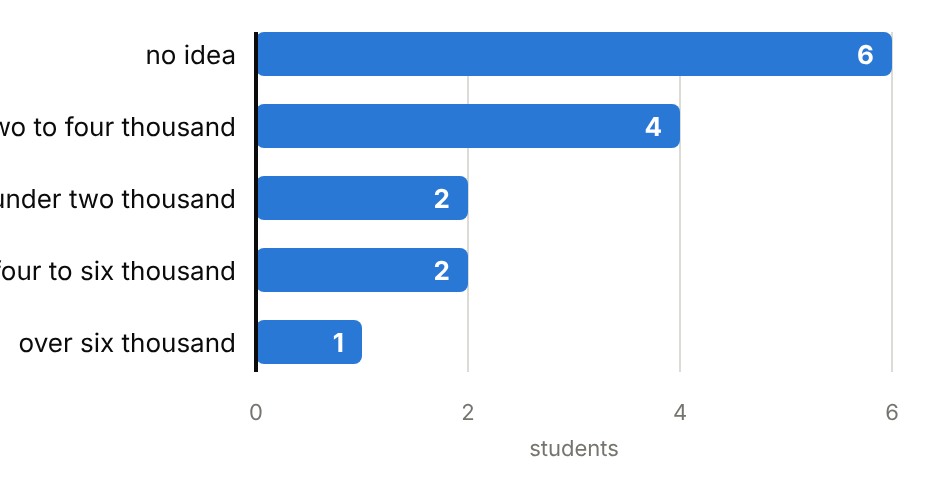 no idea
6
wo to four thousand
4
under two thousand
2
four to six thousand
2
over six thousand
1
0 2 4 6
students